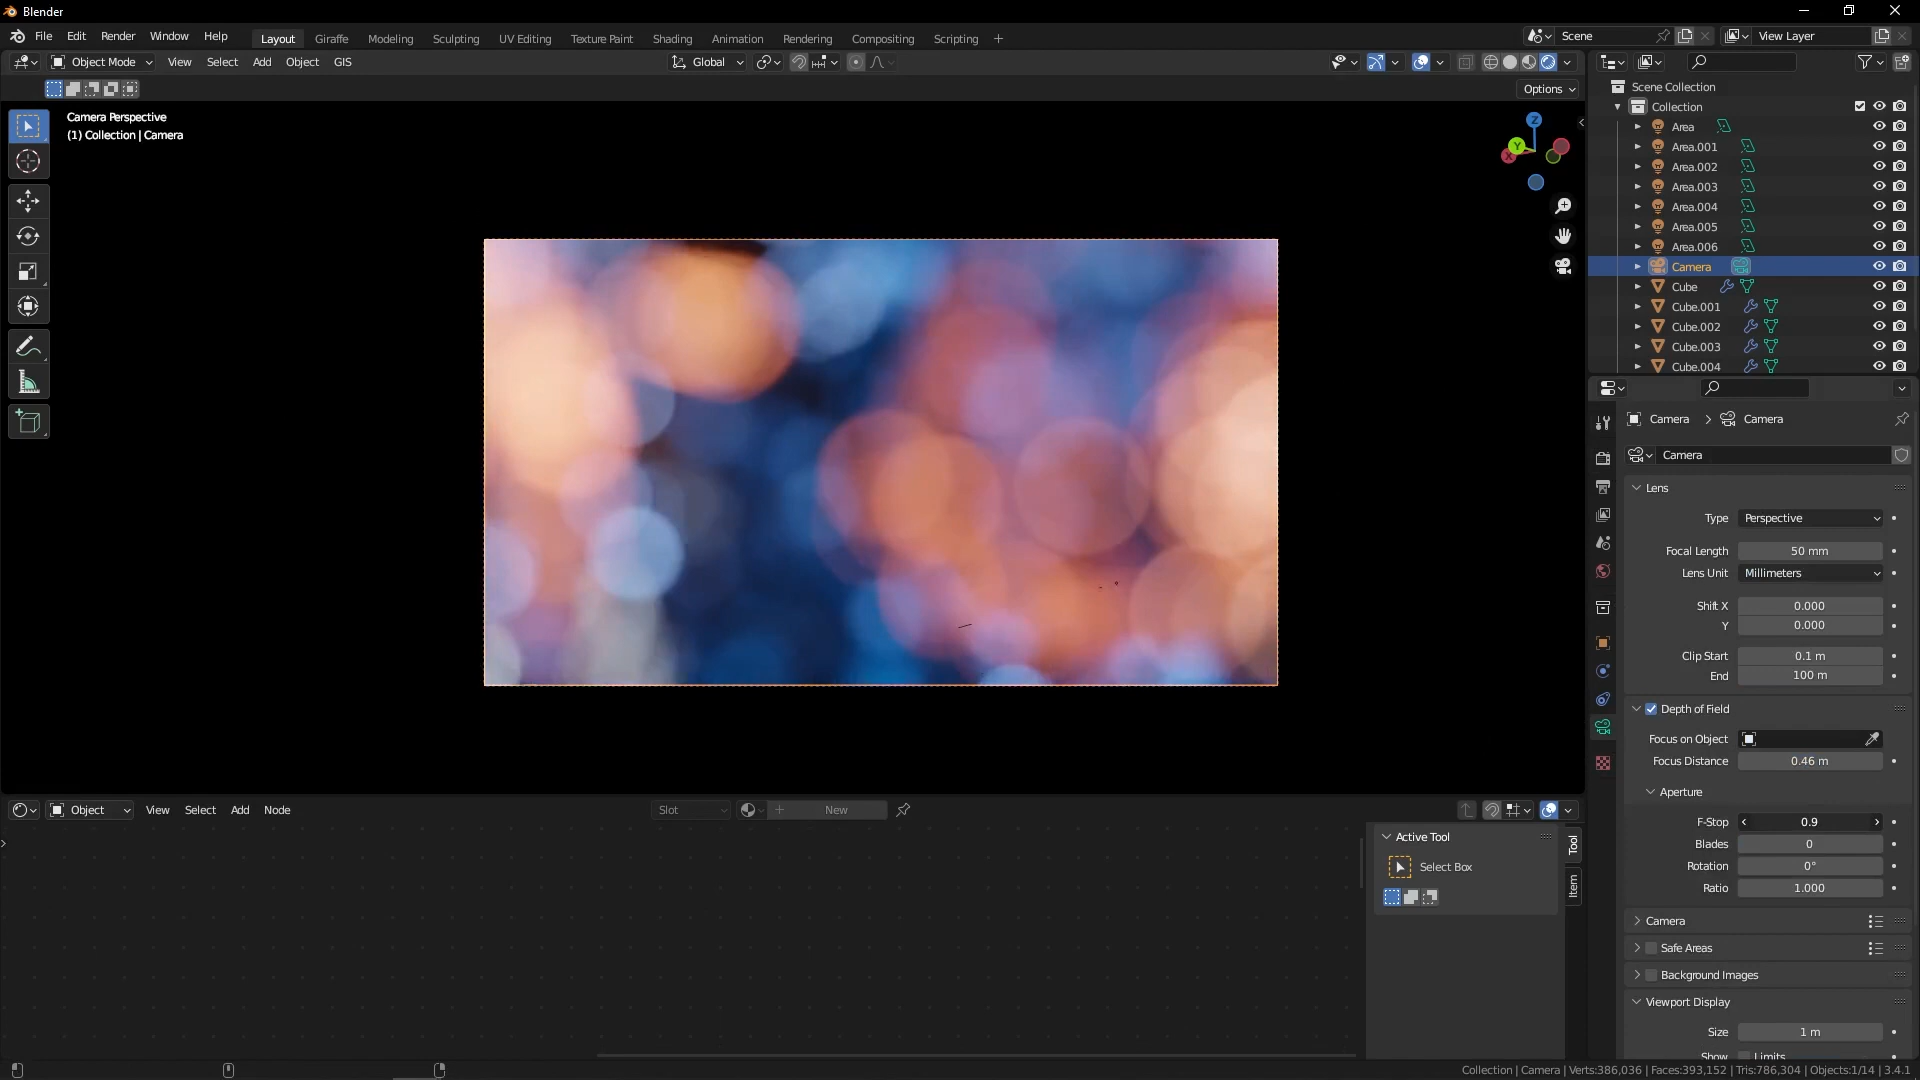 Blender
File Edit Render Window Help Layout Giraffe Modeling Sculpting UV Editing Texture Paint Shading Animation Rendering Compositing Scripting + Scene View Layer
Object Mode View Select Add Object GIS Global
Options
Camera Perspective
(1) Collection | Camera
Z
Y
X
Scene Collection
Collection
Area
Area.001
Area.002
Area.003
Area.004
Area.005
Area.006
Camera
Cube
Cube.001
Cube.002
Cube.003
Cube.004
Camera > Camera
Camera
Lens
Type Perspective
Focal Length 50 mm
Lens Unit Millimeters
Shift X 0.000
Y 0.000
Clip Start 0.1 m
End 100 m
Depth of Field
Focus on Object
Focus Distance 0.46 m
Aperture
F-Stop 0.9
Blades 0
Rotation 0°
Ratio 1.000
Camera
Safe Areas
Background Images
Viewport Display
Size 1 m
Show Limits
Object View Select Add Node Slot + New
Active Tool
Select Box
Tool
Item
Collection | Camera | Verts:386,036 | Faces:393,152 | Tris:786,304 | Objects:1/14 | 3.4.1